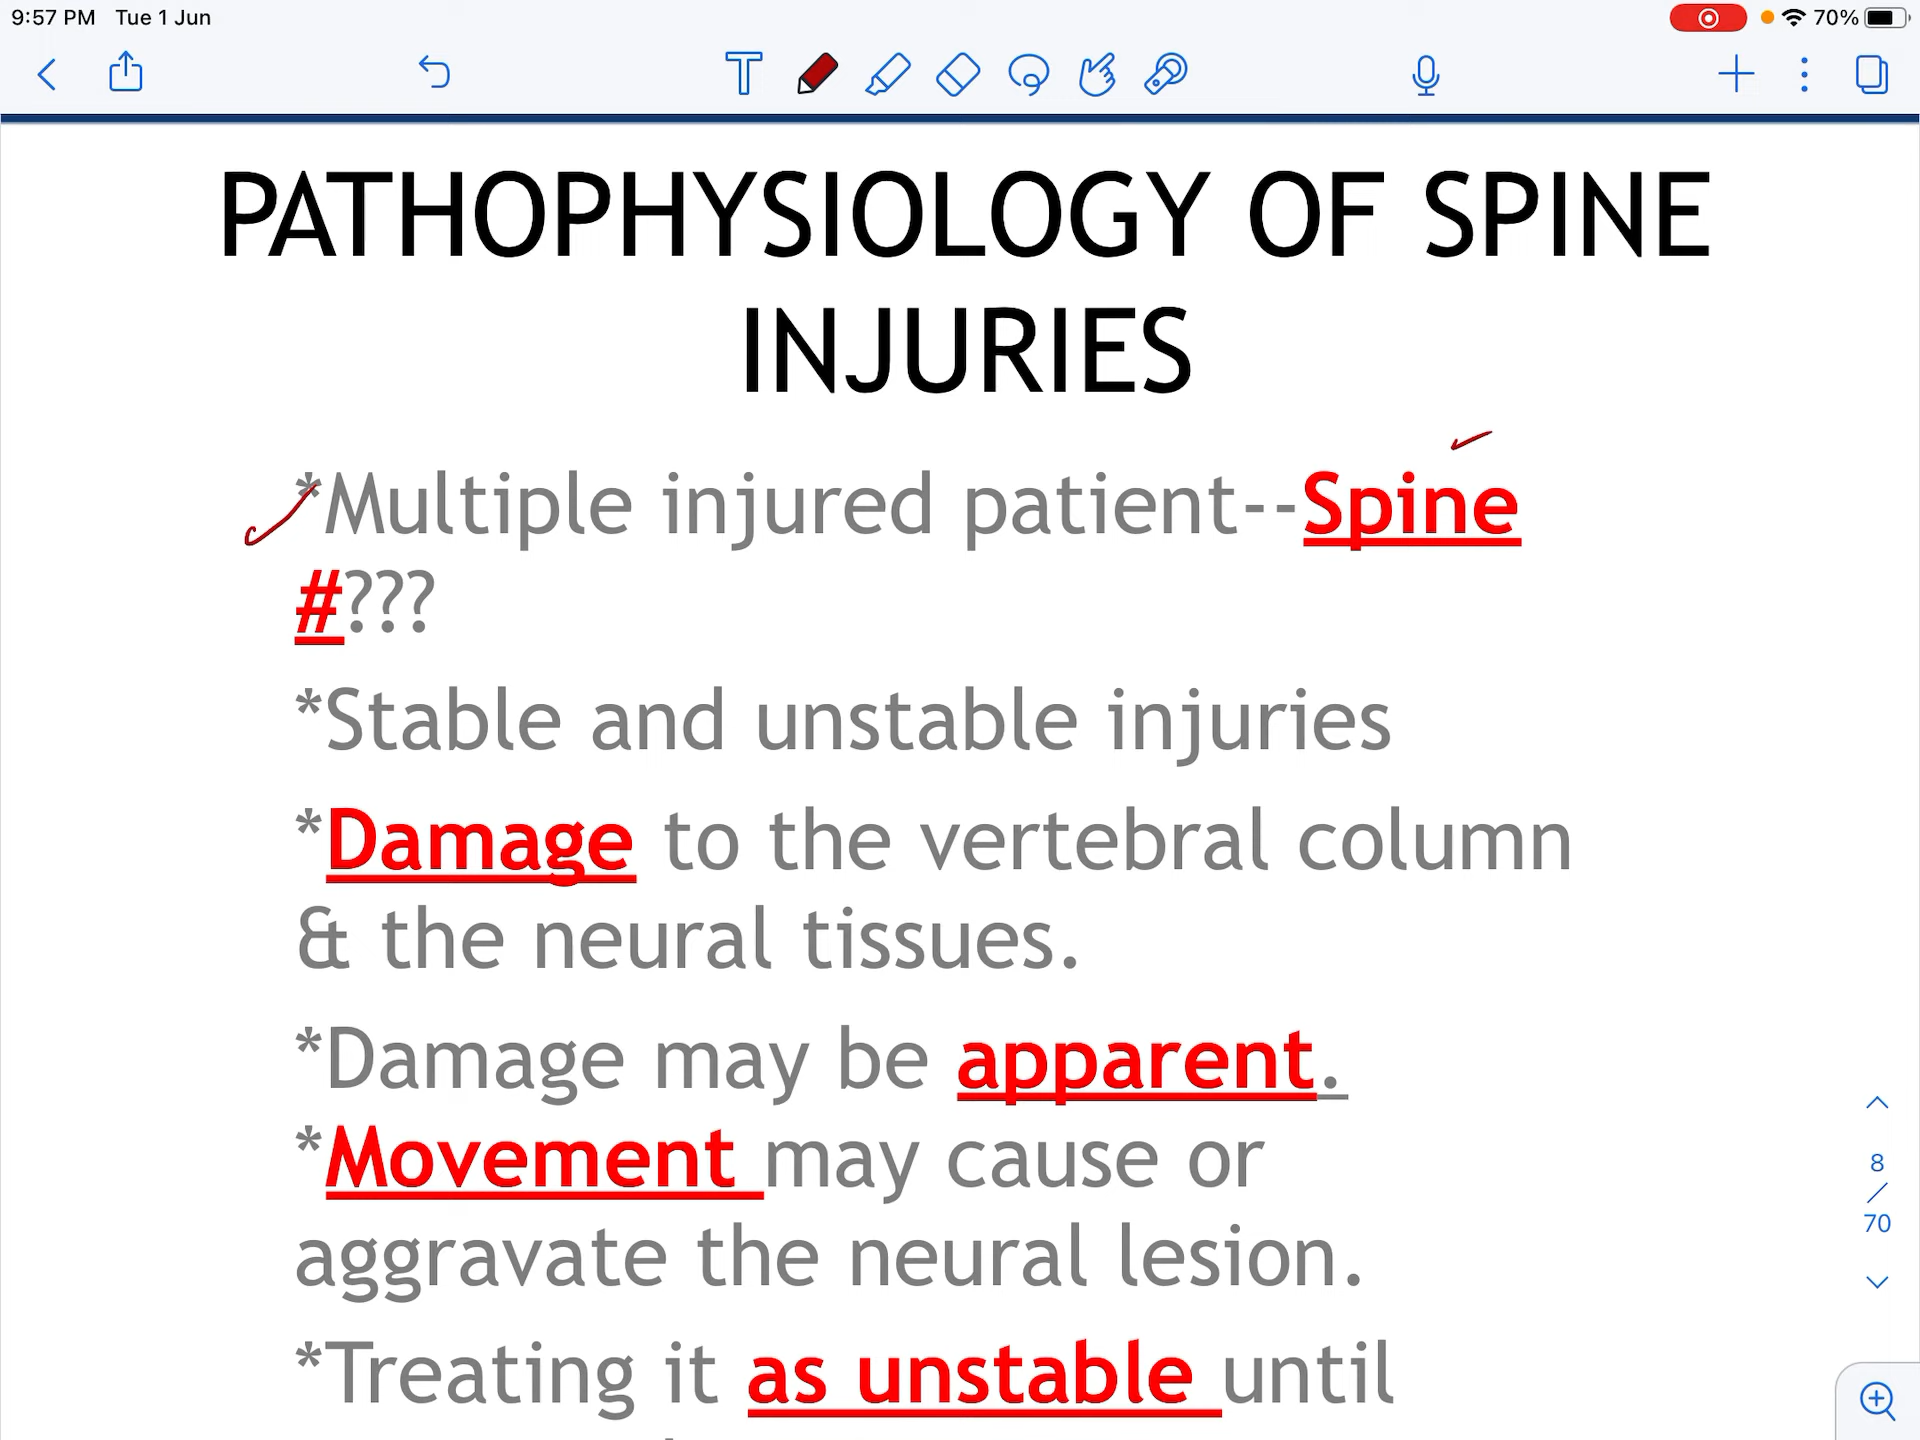 9:57 PM Tue 1 Jun
70%
PATHOPHYSIOLOGY OF SPINE
INJURIES
*Multiple injured patient--Spine
#???
*Stable and unstable injuries
*Damage to the vertebral column
& the neural tissues.
*Damage may be apparent.
*Movement may cause or
aggravate the neural lesion.
*Treating it as unstable until
8
/
70